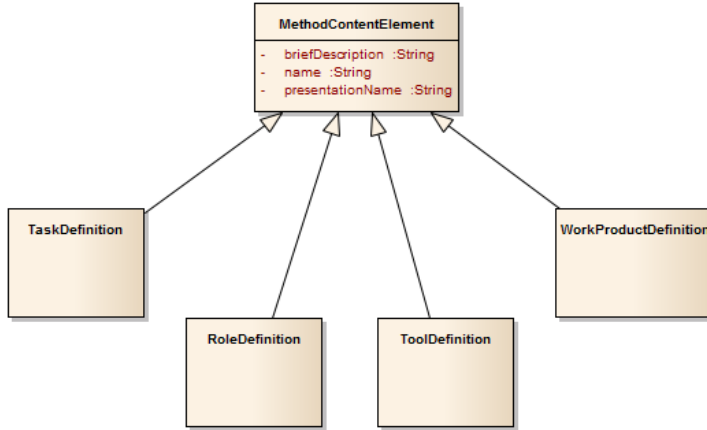 MethodContentElement
- briefDescription :String
- name :String
- presentationName :String
TaskDefinition
WorkProductDefinition
RoleDefinition
ToolDefinition